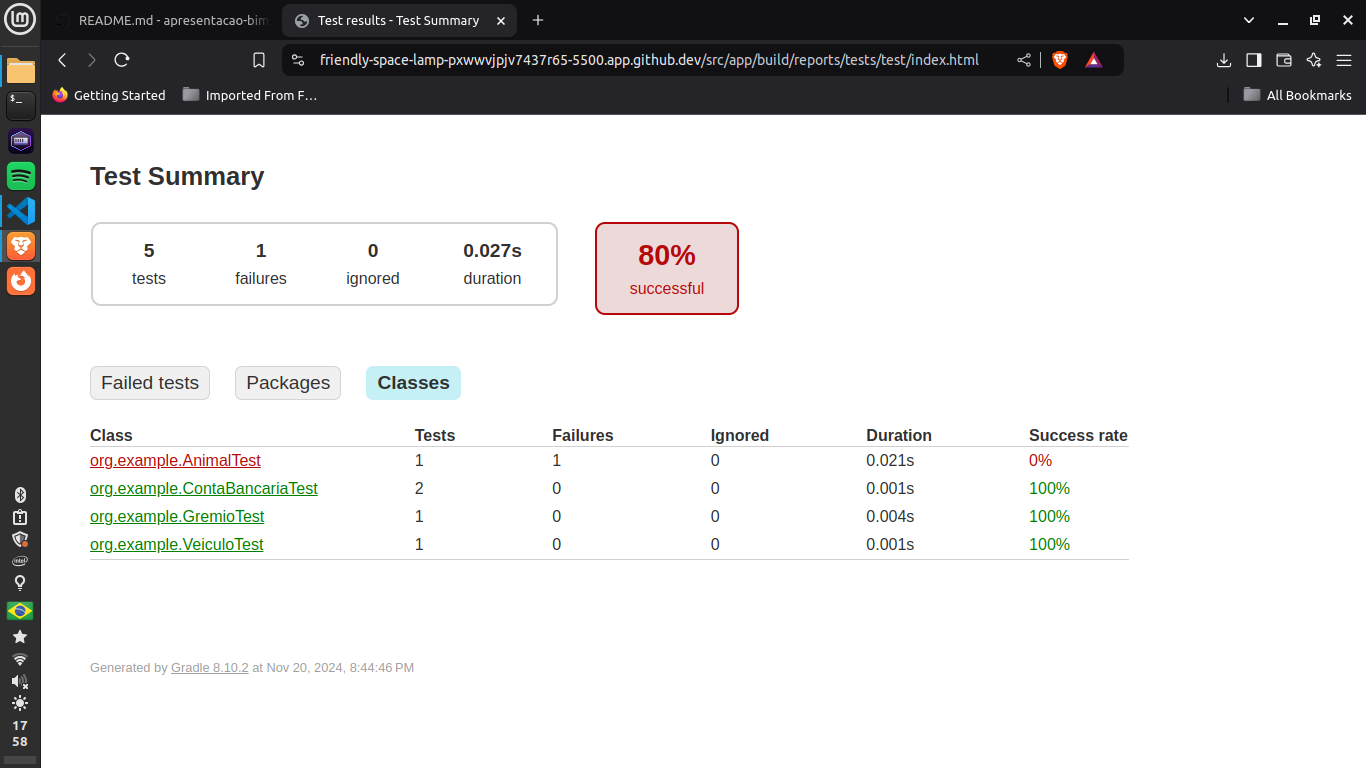 README.md - apresentacao-bim
Test results - Test Summary
friendly-space-lamp-pxwwvjpjv7437r65-5500.app.github.dev/src/app/build/reports/tests/test/index.html
Getting Started
Imported From F…
All Bookmarks
Test Summary
5 1 0 0.027s
tests failures ignored duration
80%
successful
Failed tests Packages Classes
Class Tests Failures Ignored Duration Success rate
org.example.AnimalTest 1 1 0 0.021s 0%
org.example.ContaBancariaTest 2 0 0 0.001s 100%
org.example.GremioTest 1 0 0 0.004s 100%
org.example.VeiculoTest 1 0 0 0.001s 100%
Generated by Gradle 8.10.2 at Nov 20, 2024, 8:44:46 PM
17
58